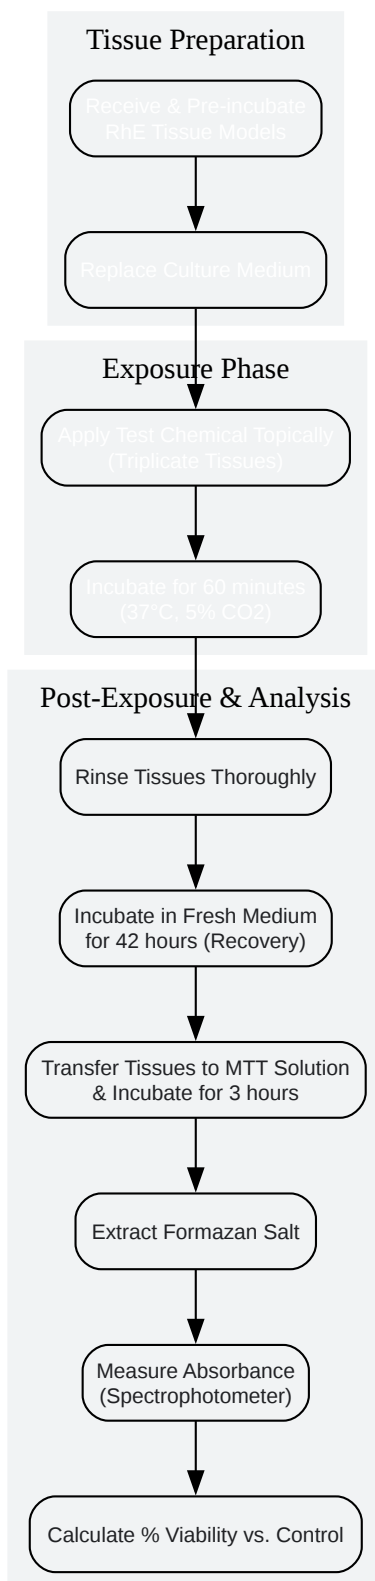 Tissue Preparation
Receive & Pre-incubate
RhE Tissue Models
Replace Culture Medium
Exposure Phase
Apply Test Chemical Topically
(Triplicate Tissues)
Incubate for 60 minutes
(37°C, 5% CO2)
Post-Exposure & Analysis
Rinse Tissues Thoroughly
Incubate in Fresh Medium
for 42 hours (Recovery)
Transfer Tissues to MTT Solution
& Incubate for 3 hours
Extract Formazan Salt
Measure Absorbance
(Spectrophotometer)
Calculate % Viability vs. Control